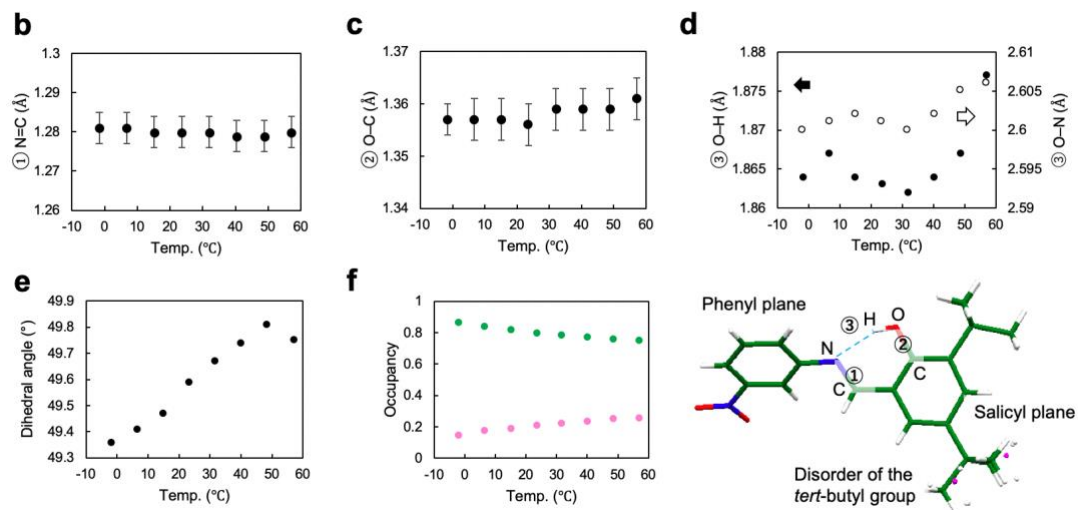 b
① N=C (Å)
1.3
1.29
1.28
1.27
1.26
-10 0 10 20 30 40 50 60
Temp. (℃)
c
② O–C (Å)
1.37
1.36
1.35
1.34
-10 0 10 20 30 40 50 60
Temp. (℃)
d
③ O–H (Å)
1.88
1.875
1.87
1.865
1.86
2.61
2.605
2.6
2.595
2.59
③ O–N (Å)
-10 0 10 20 30 40 50 60
Temp. (℃)
e
Dihedral angle (°)
49.9
49.8
49.7
49.6
49.5
49.4
49.3
-10 0 10 20 30 40 50 60
Temp. (℃)
f
Occupancy
1
0.8
0.6
0.4
0.2
0
-10 0 10 20 30 40 50 60
Temp. (℃)
Phenyl plane
③ H O
N ②
① C
C
Salicyl plane
Disorder of the
tert-butyl group